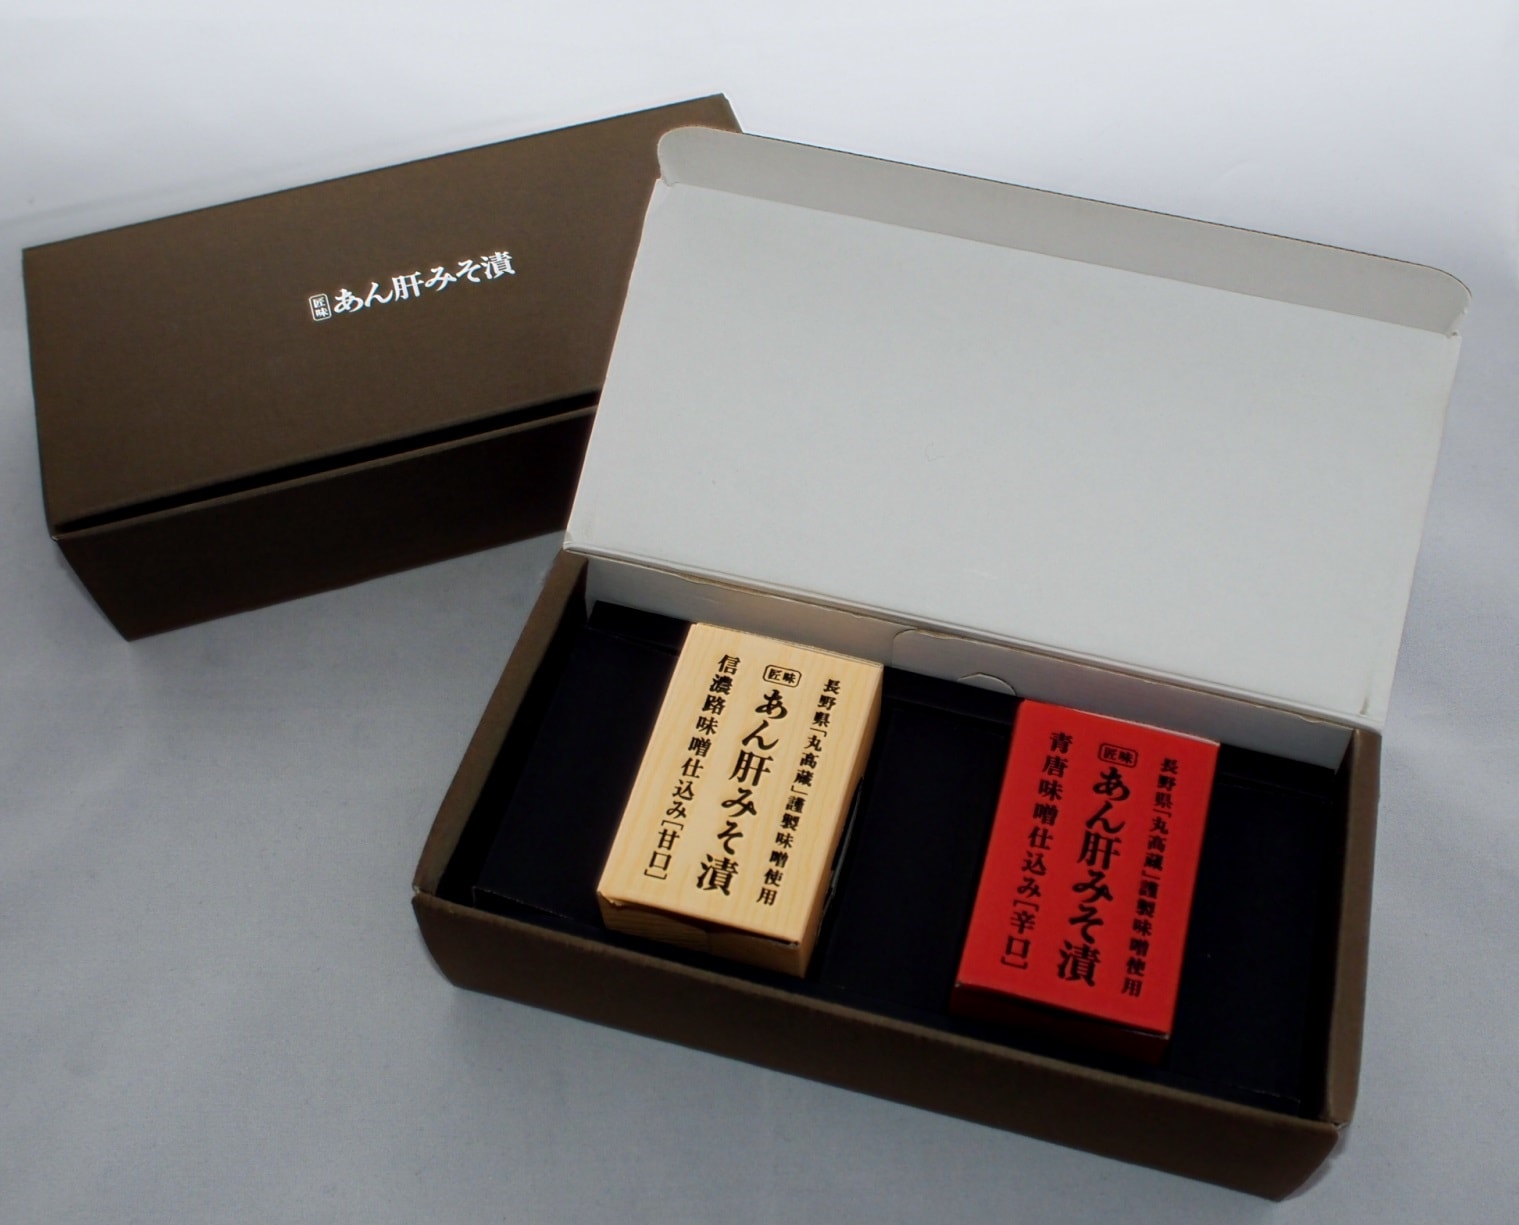 匠味 あん肝みそ漬
長野県「丸高蔵」謹製味噌使用
匠味
あん肝みそ漬
信濃路味噌仕込み[甘口]
長野県「丸高蔵」謹製味噌使用
匠味
あん肝みそ漬
青唐味噌仕込み[辛口]